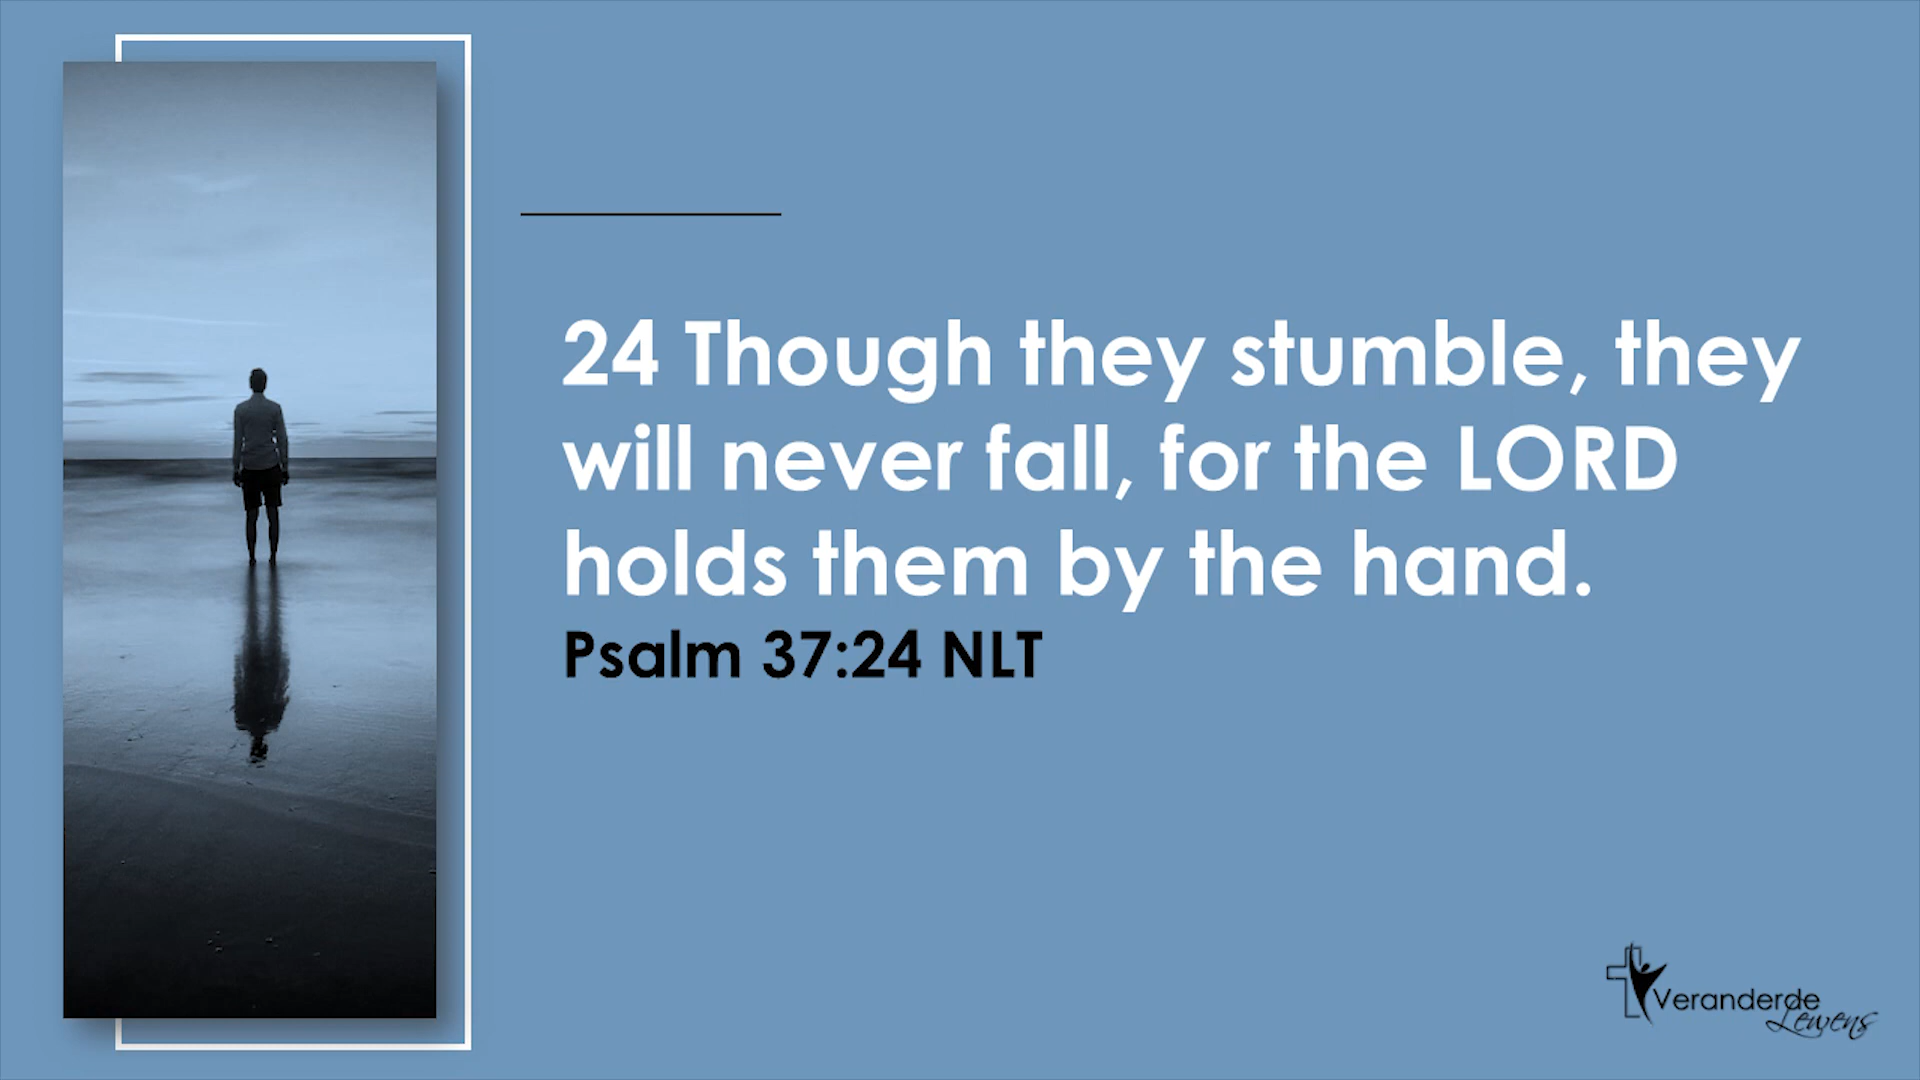 24 Though they stumble, they
will never fall, for the LORD
holds them by the hand.
Psalm 37:24 NLT
Veranderde
Lewens